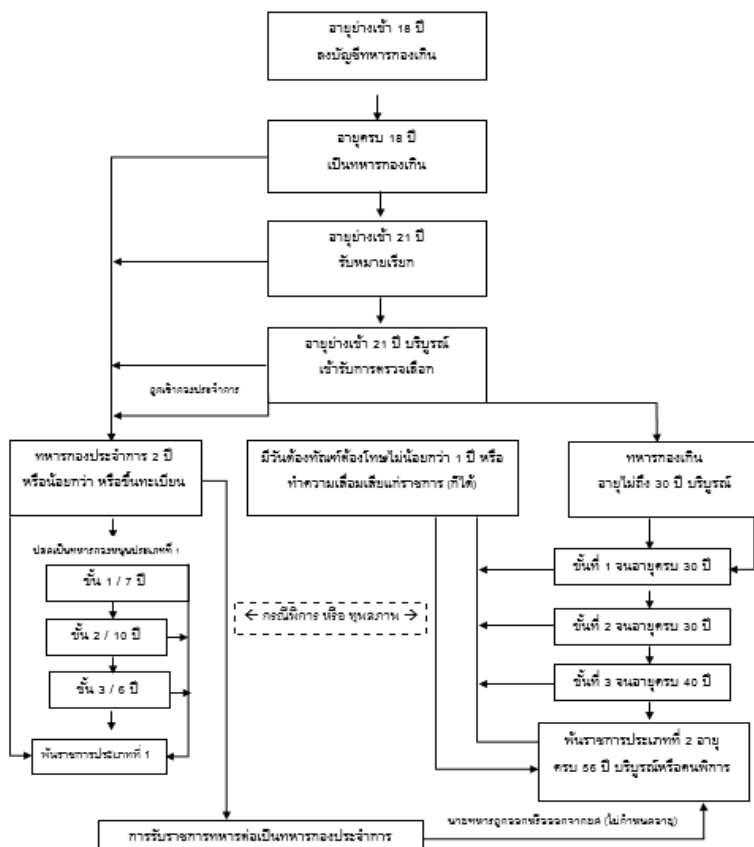 อายุย่างเข้า 18 ปี
ลงบัญชีทหารกองเกิน
อายุครบ 18 ปี
เป็นทหารกองเกิน
อายุย่างเข้า 21 ปี
รับหมายเรียก
อายุย่างเข้า 21 ปี บริบูรณ์
เข้ารับการตรวจเลือก
ถูกเข้ากองประจำการ
ทหารกองประจำการ 2 ปี
หรือน้อยกว่า หรือขึ้นทะเบียน
มีวันต้องทัณฑ์ต้องโทษไม่น้อยกว่า 1 ปี หรือ
ทำความเสื่อมเสียแก่ราชการ (ก็ได้)
ทหารกองเกิน
อายุไม่ถึง 30 ปี บริบูรณ์
ปลดเป็นทหารกองหนุนประเภทที่ 1
ชั้น 1 / 7 ปี
ชั้น 2 / 10 ปี
ชั้น 3 / 6 ปี
พ้นราชการประเภทที่ 1
← กรณีพิการ หรือ ทุพลภาพ →
ชั้นที่ 1 จนอายุครบ 30 ปี
ชั้นที่ 2 จนอายุครบ 30 ปี
ชั้นที่ 3 จนอายุครบ 40 ปี
พ้นราชการประเภทที่ 2 อายุ
ครบ 55 ปี บริบูรณ์หรือคนพิการ
การรับราชการทหารต่อเป็นทหารกองประจำการ
นายทหารถูกออกหรือออกจากยศ (ไม่กำหนดอายุ)